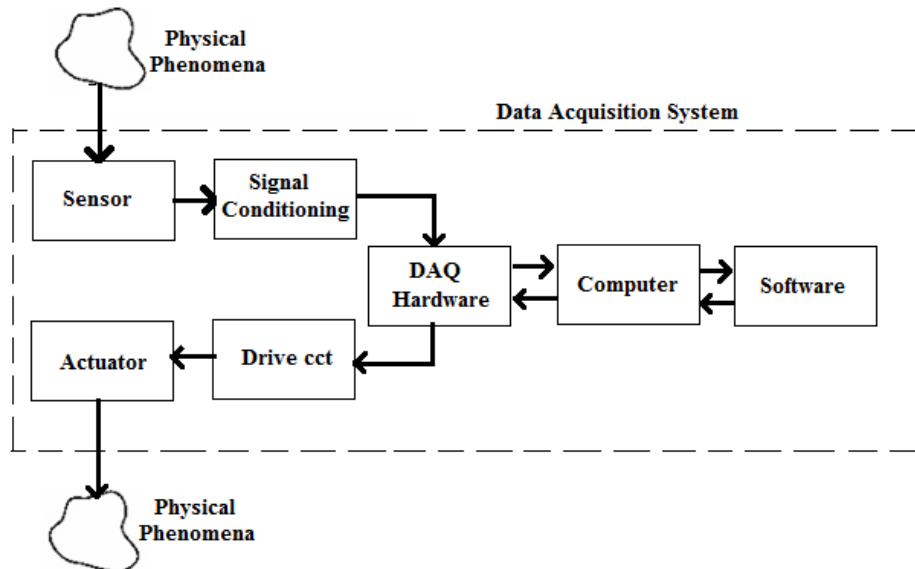 Physical
Phenomena
Data Acquisition System
Sensor
Signal
Conditioning
DAQ
Hardware
Computer
Software
Actuator
Drive cct
Physical
Phenomena